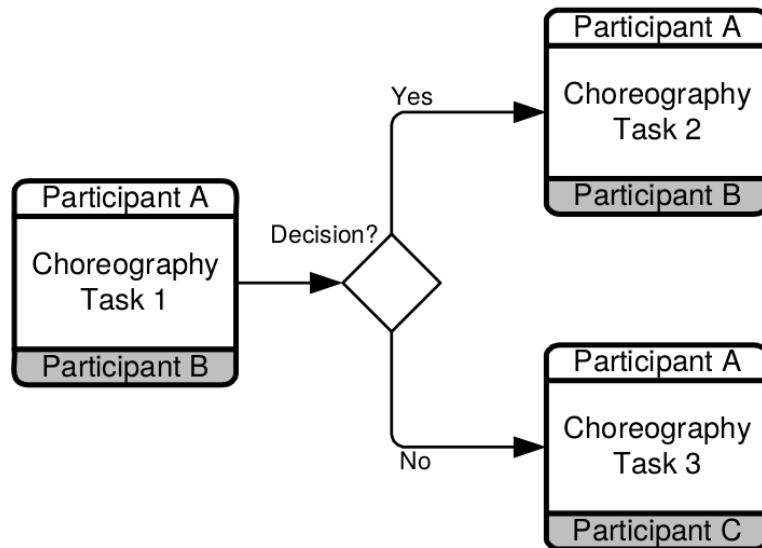 Participant A
Choreography
Task 1
Participant B
Decision?
Yes
Participant A
Choreography
Task 2
Participant B
No
Participant A
Choreography
Task 3
Participant C